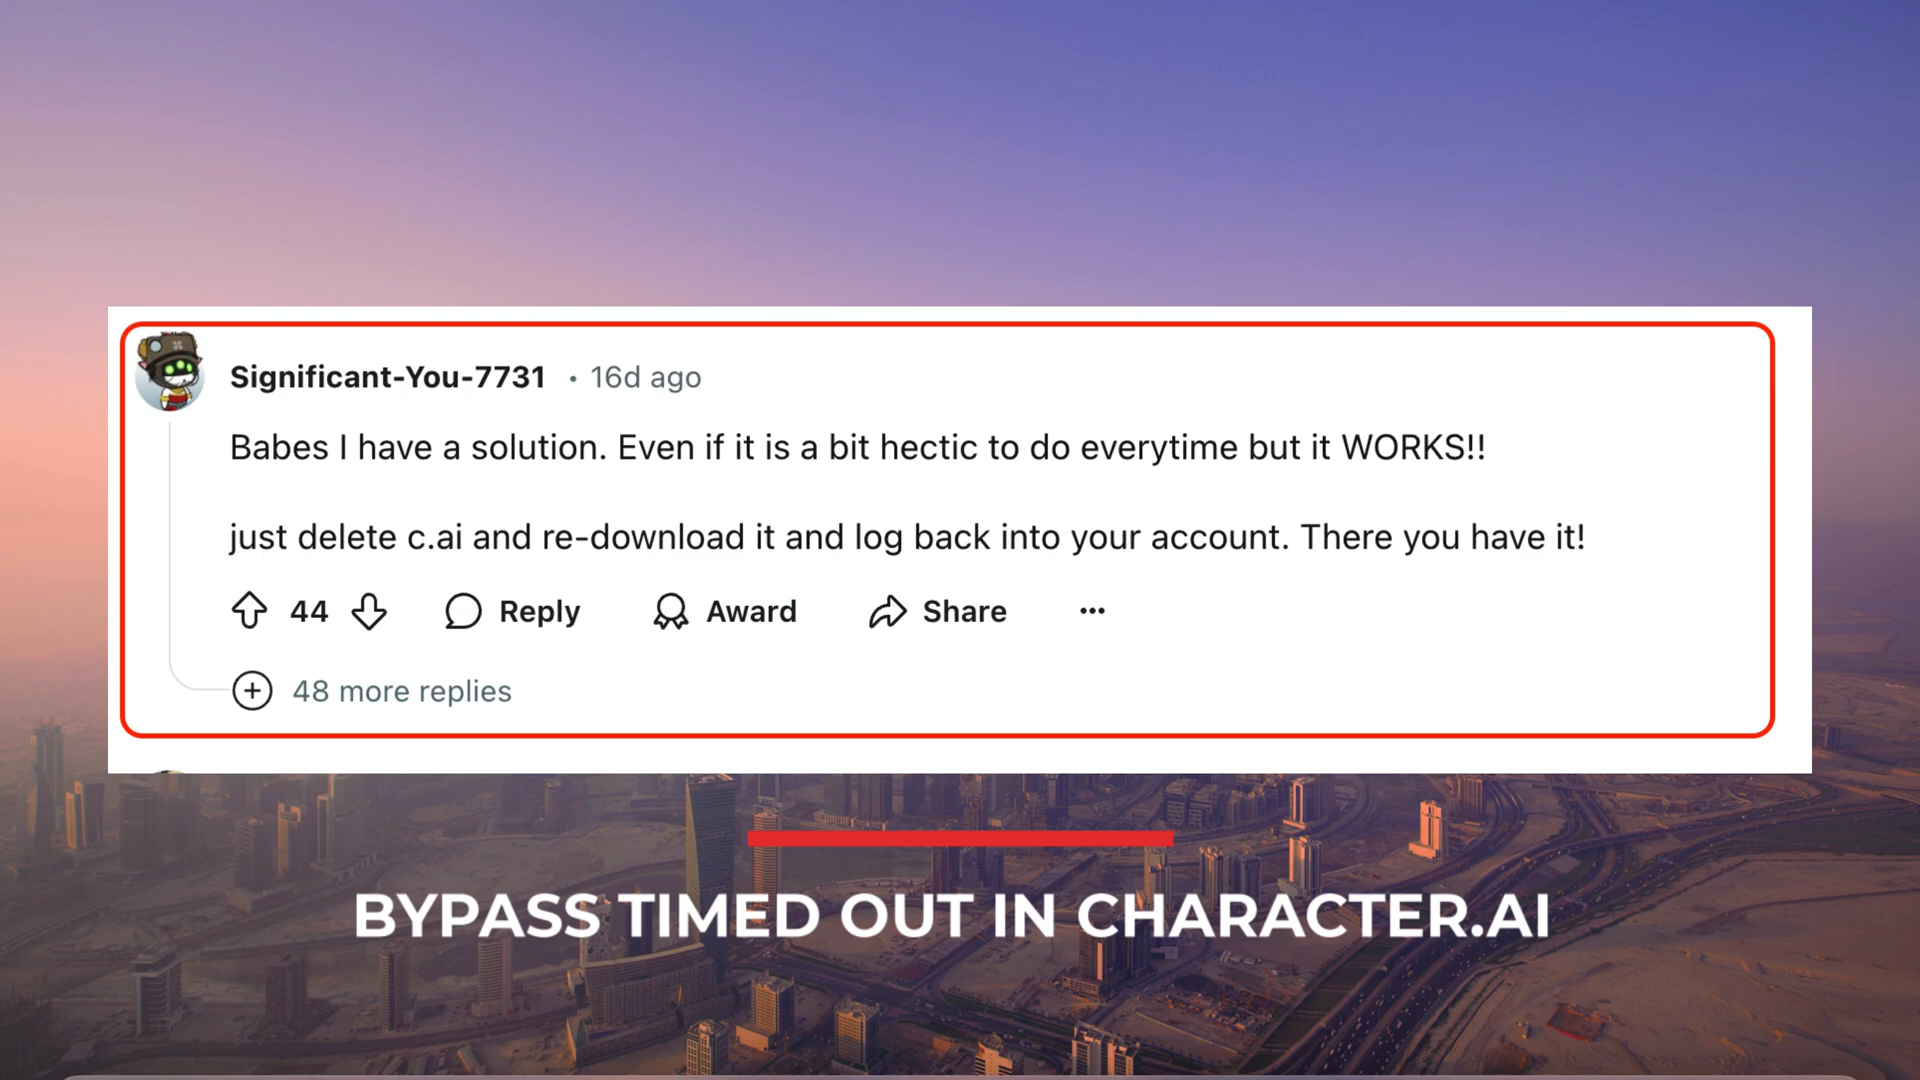 Significant-You-7731 • 16d ago
Babes I have a solution. Even if it is a bit hectic to do everytime but it WORKS!!
just delete c.ai and re-download it and log back into your account. There you have it!
44 Reply Award Share ...
48 more replies
BYPASS TIMED OUT IN CHARACTER.AI